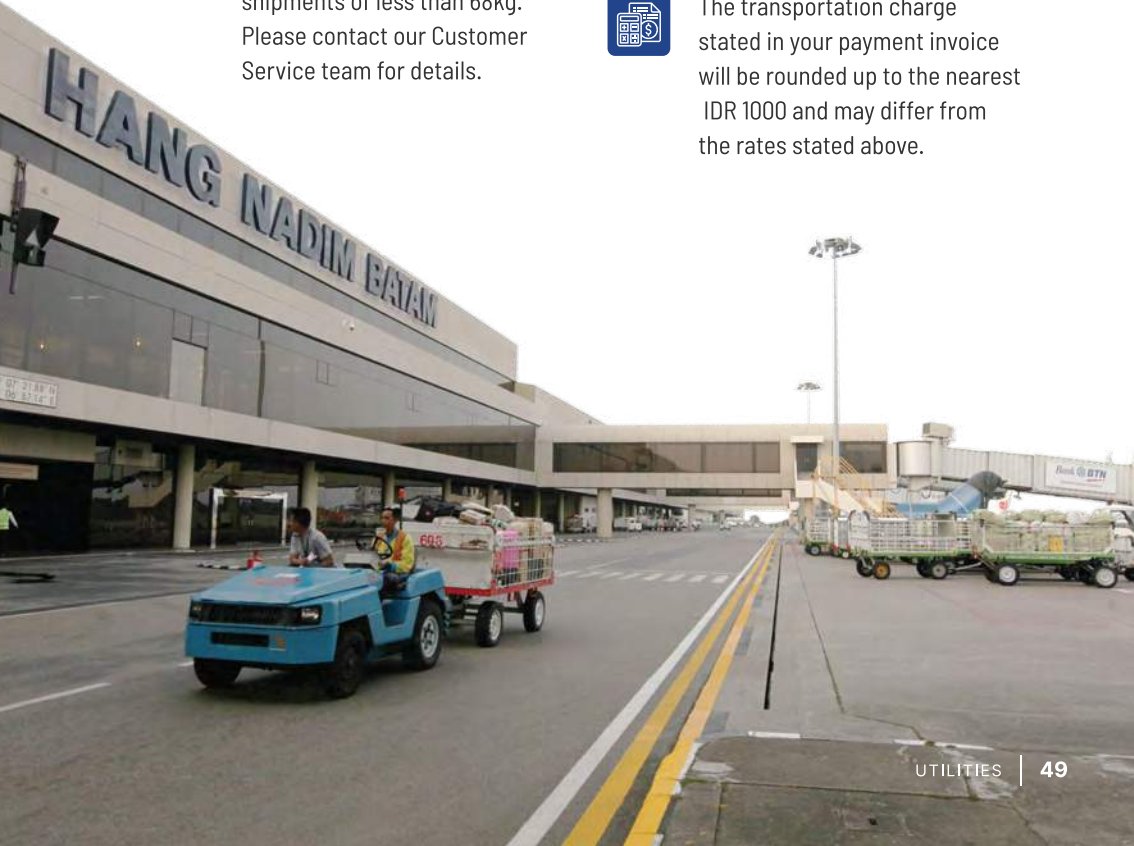 shipments of less than 68kg.
Please contact our Customer
Service team for details.
The transportation charge
stated in your payment invoice
will be rounded up to the nearest
IDR 1000 and may differ from
the rates stated above.
HANG NADIM BATAM
Bank BTN
UTILITIES | 49